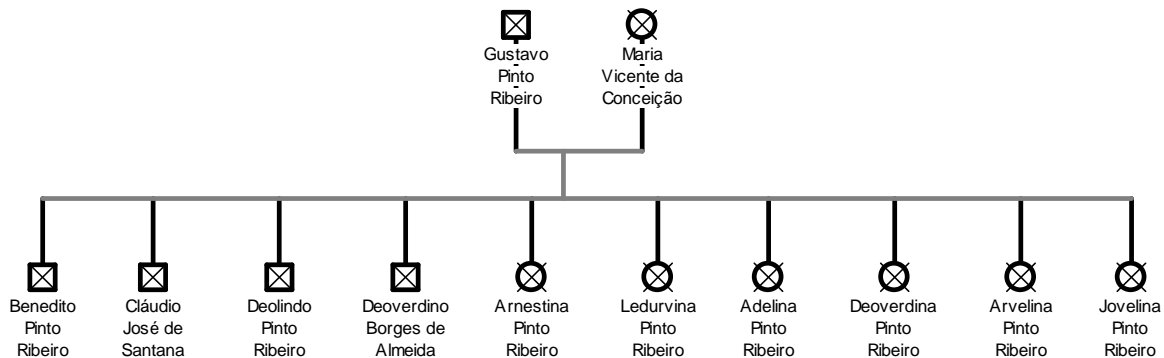 Gustavo
Pinto
Ribeiro
Maria
Vicente da
Conceição
Benedito
Pinto
Ribeiro
Cláudio
José de
Santana
Deolindo
Pinto
Ribeiro
Deoverdino
Borges de
Almeida
Arnestina
Pinto
Ribeiro
Ledurvina
Pinto
Ribeiro
Adelina
Pinto
Ribeiro
Deoverdina
Pinto
Ribeiro
Arvelina
Pinto
Ribeiro
Jovelina
Pinto
Ribeiro